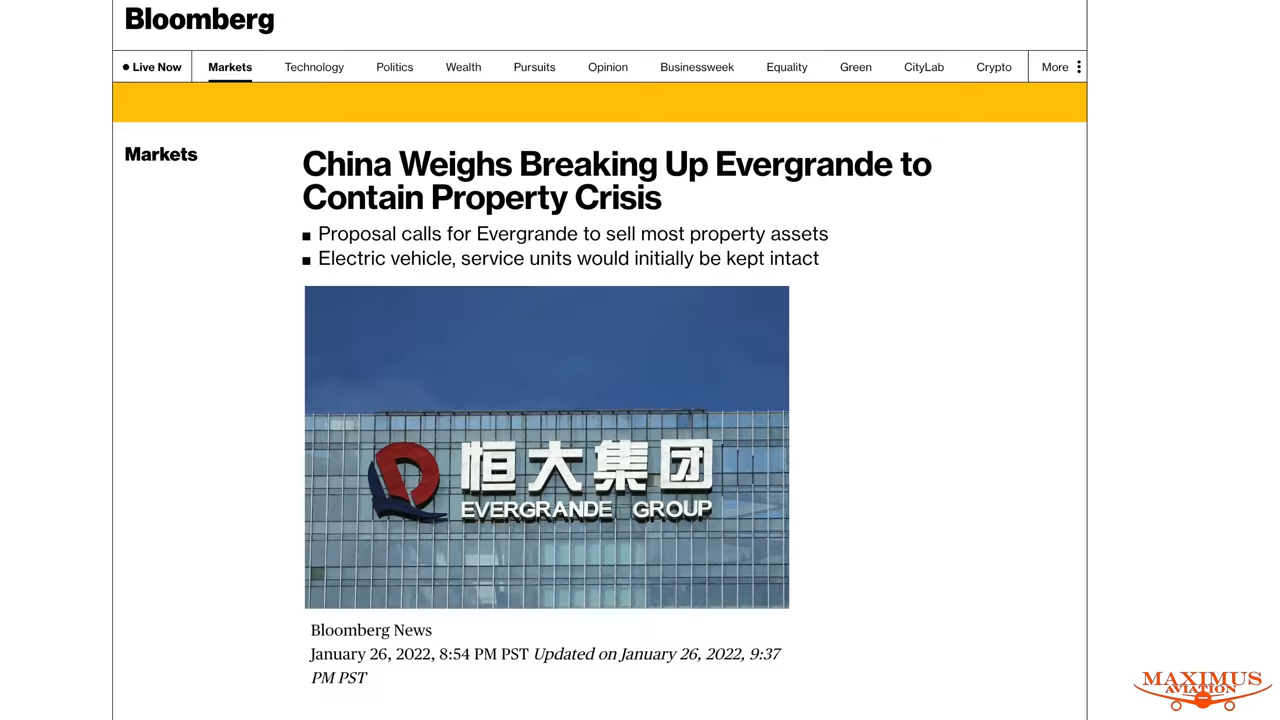 Bloomberg
Live Now Markets Technology Politics Wealth Pursuits Opinion Businessweek Equality Green CityLab Crypto More
Markets
China Weighs Breaking Up Evergrande to
Contain Property Crisis
Proposal calls for Evergrande to sell most property assets
Electric vehicle, service units would initially be kept intact
恒大集团
EVERGRANDE GROUP
Bloomberg News
January 26, 2022, 8:54 PM PST Updated on January 26, 2022, 9:37
PM PST
MAXIMUS
AVIATION